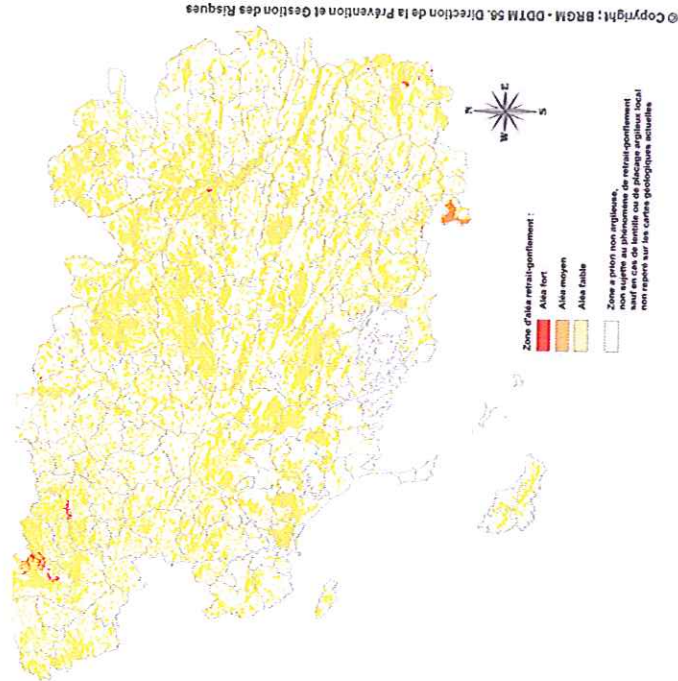 © Copyright : BRGM - DDTM 56. Direction de la Prévention et Gestion des Risques
N
W E
S
Zone d'aléa retrait-gonflement :
Aléa fort
Aléa moyen
Aléa faible
Zone a priori non argileuse,
non sujette au phénomène de retrait-gonflement
sauf en cas de lentille ou de placage argileux local
non repéré sur les cartes géologiques actuelles